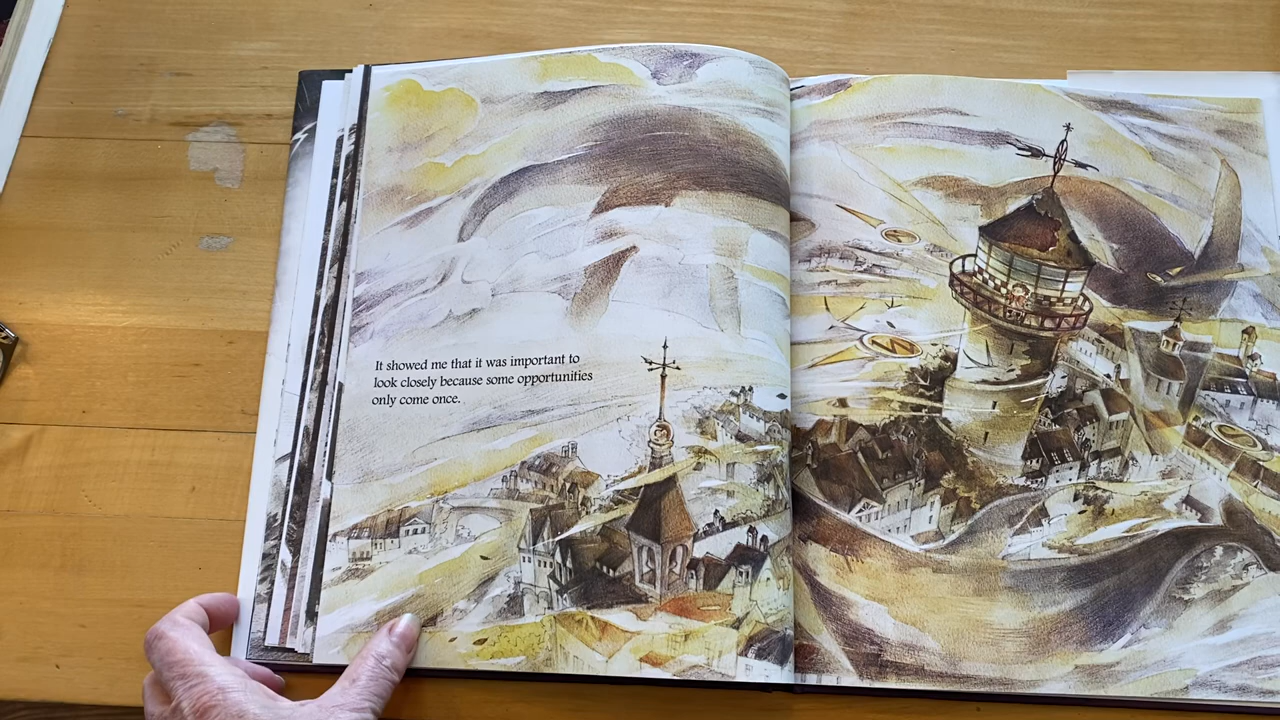 It showed me that it was important to
look closely because some opportunities
only come once.